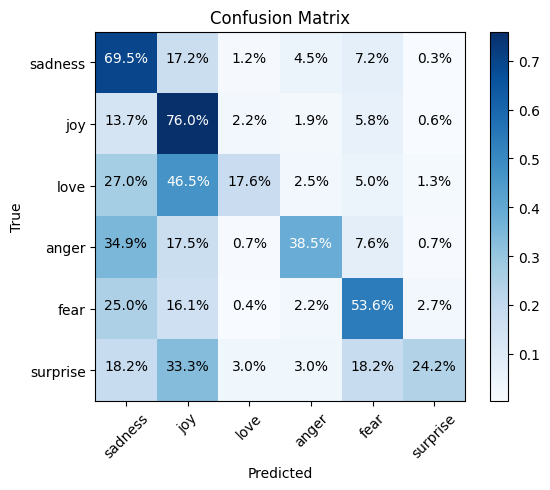 Confusion Matrix
sadness 69.5% 17.2% 1.2% 4.5% 7.2% 0.3%
joy 13.7% 76.0% 2.2% 1.9% 5.8% 0.6%
love 27.0% 46.5% 17.6% 2.5% 5.0% 1.3%
anger 34.9% 17.5% 0.7% 38.5% 7.6% 0.7%
fear 25.0% 16.1% 0.4% 2.2% 53.6% 2.7%
surprise 18.2% 33.3% 3.0% 3.0% 18.2% 24.2%
True
sadness joy love anger fear surprise
Predicted
0.7
0.6
0.5
0.4
0.3
0.2
0.1